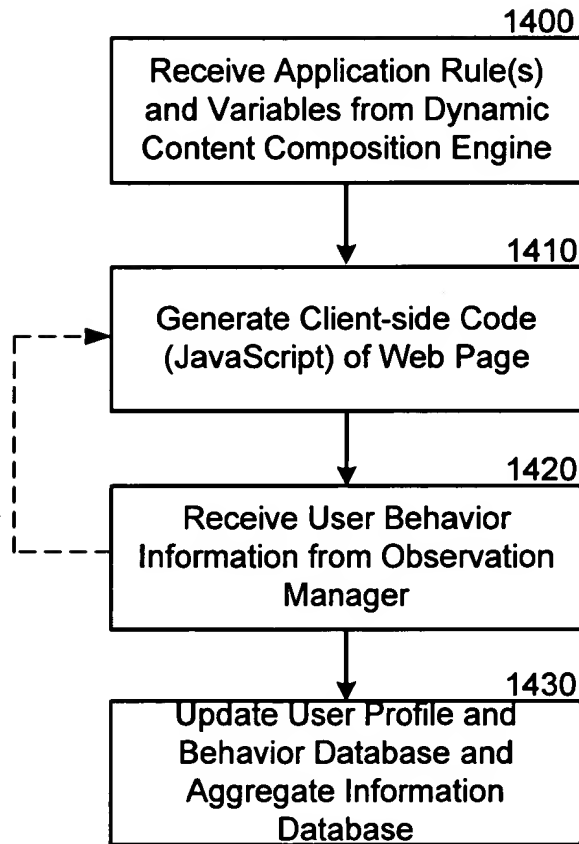 1400
Receive Application Rule(s)
and Variables from Dynamic
Content Composition Engine
1410
Generate Client-side Code
(JavaScript) of Web Page
1420
Receive User Behavior
Information from Observation
Manager
1430
Update User Profile and
Behavior Database and
Aggregate Information
Database